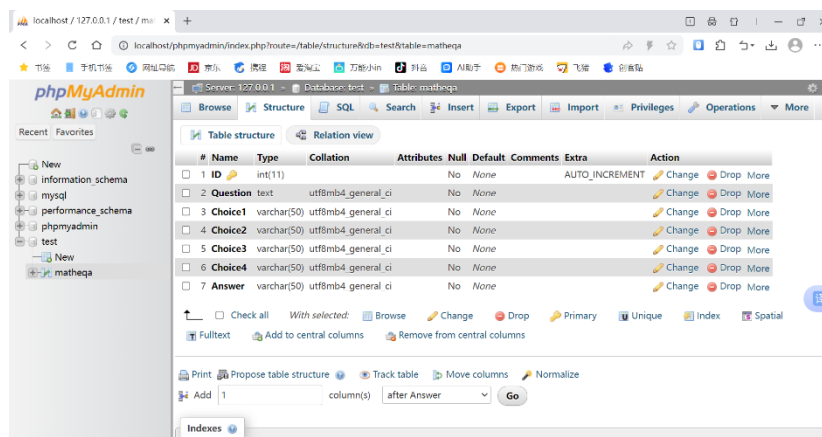 localhost / 127.0.0.1 / test / mat
localhost/phpmyadmin/index.php?route=/table/structure&db=test&table=matheqa
书签 手机书签 网址导航 京东 携程 爱淘宝 万能小in 抖音 AI助手 热门游戏 飞猪 创客贴
phpMyAdmin
Recent Favorites
New
information_schema
mysql
performance_schema
phpmyadmin
test
New
matheqa
Server: 127.0.0.1 » Database: test » Table: matheqa
Browse Structure SQL Search Insert Export Import Privileges Operations More
Table structure Relation view
# Name Type Collation Attributes Null Default Comments Extra Action
1 ID int(11) No None AUTO_INCREMENT Change Drop More
2 Question text utf8mb4_general_ci No None Change Drop More
3 Choice1 varchar(50) utf8mb4_general_ci No None Change Drop More
4 Choice2 varchar(50) utf8mb4_general_ci No None Change Drop More
5 Choice3 varchar(50) utf8mb4_general_ci No None Change Drop More
6 Choice4 varchar(50) utf8mb4_general_ci No None Change Drop More
7 Answer varchar(50) utf8mb4_general_ci No None Change Drop More
Check all With selected: Browse Change Drop Primary Unique Index Spatial
Fulltext Add to central columns Remove from central columns
Print Propose table structure Track table Move columns Normalize
Add 1 column(s) after Answer Go
Indexes